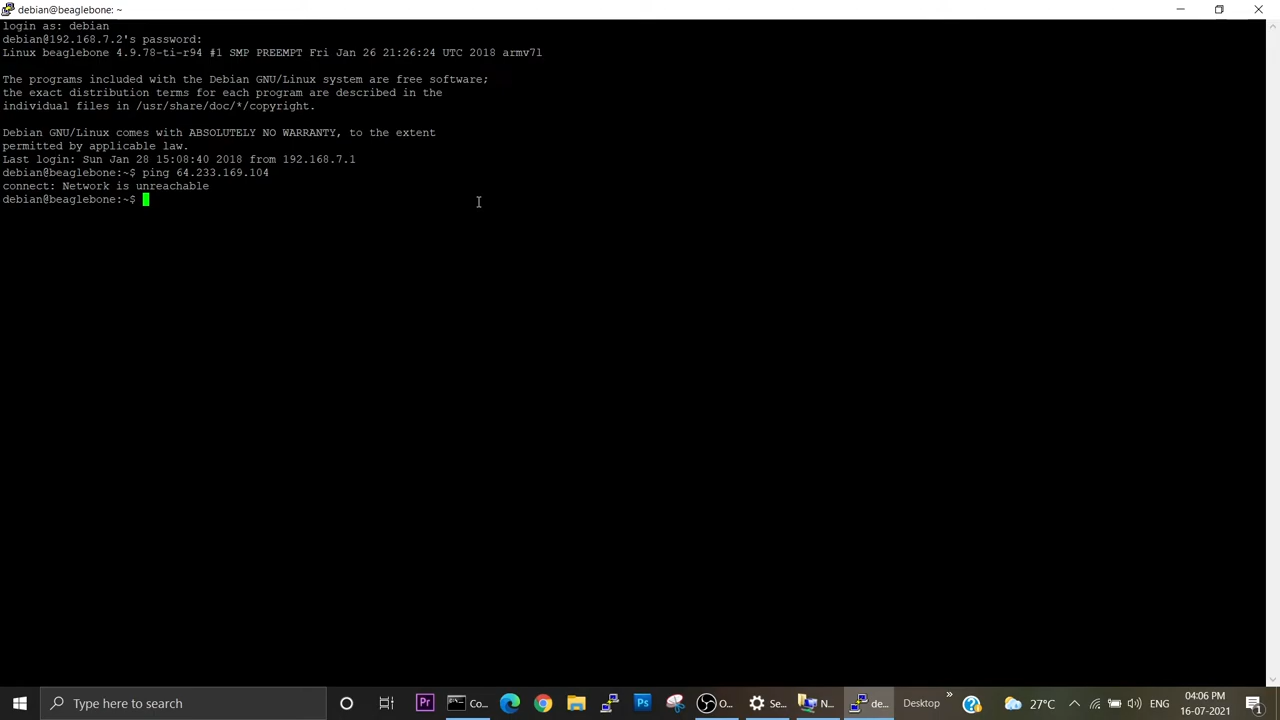 debian@beaglebone: ~
login as: debian
debian@192.168.7.2's password:
Linux beaglebone 4.9.78-ti-r94 #1 SMP PREEMPT Fri Jan 26 21:26:24 UTC 2018 armv7l
The programs included with the Debian GNU/Linux system are free software;
the exact distribution terms for each program are described in the
individual files in /usr/share/doc/*/copyright.
Debian GNU/Linux comes with ABSOLUTELY NO WARRANTY, to the extent
permitted by applicable law.
Last login: Sun Jan 28 15:08:40 2018 from 192.168.7.1
debian@beaglebone:~$ ping 64.233.169.104
connect: Network is unreachable
debian@beaglebone:~$
Type here to search
Pr
Co...
Ps
O...
Se...
N...
de...
Desktop
27°C
ENG
04:06 PM
16-07-2021
1